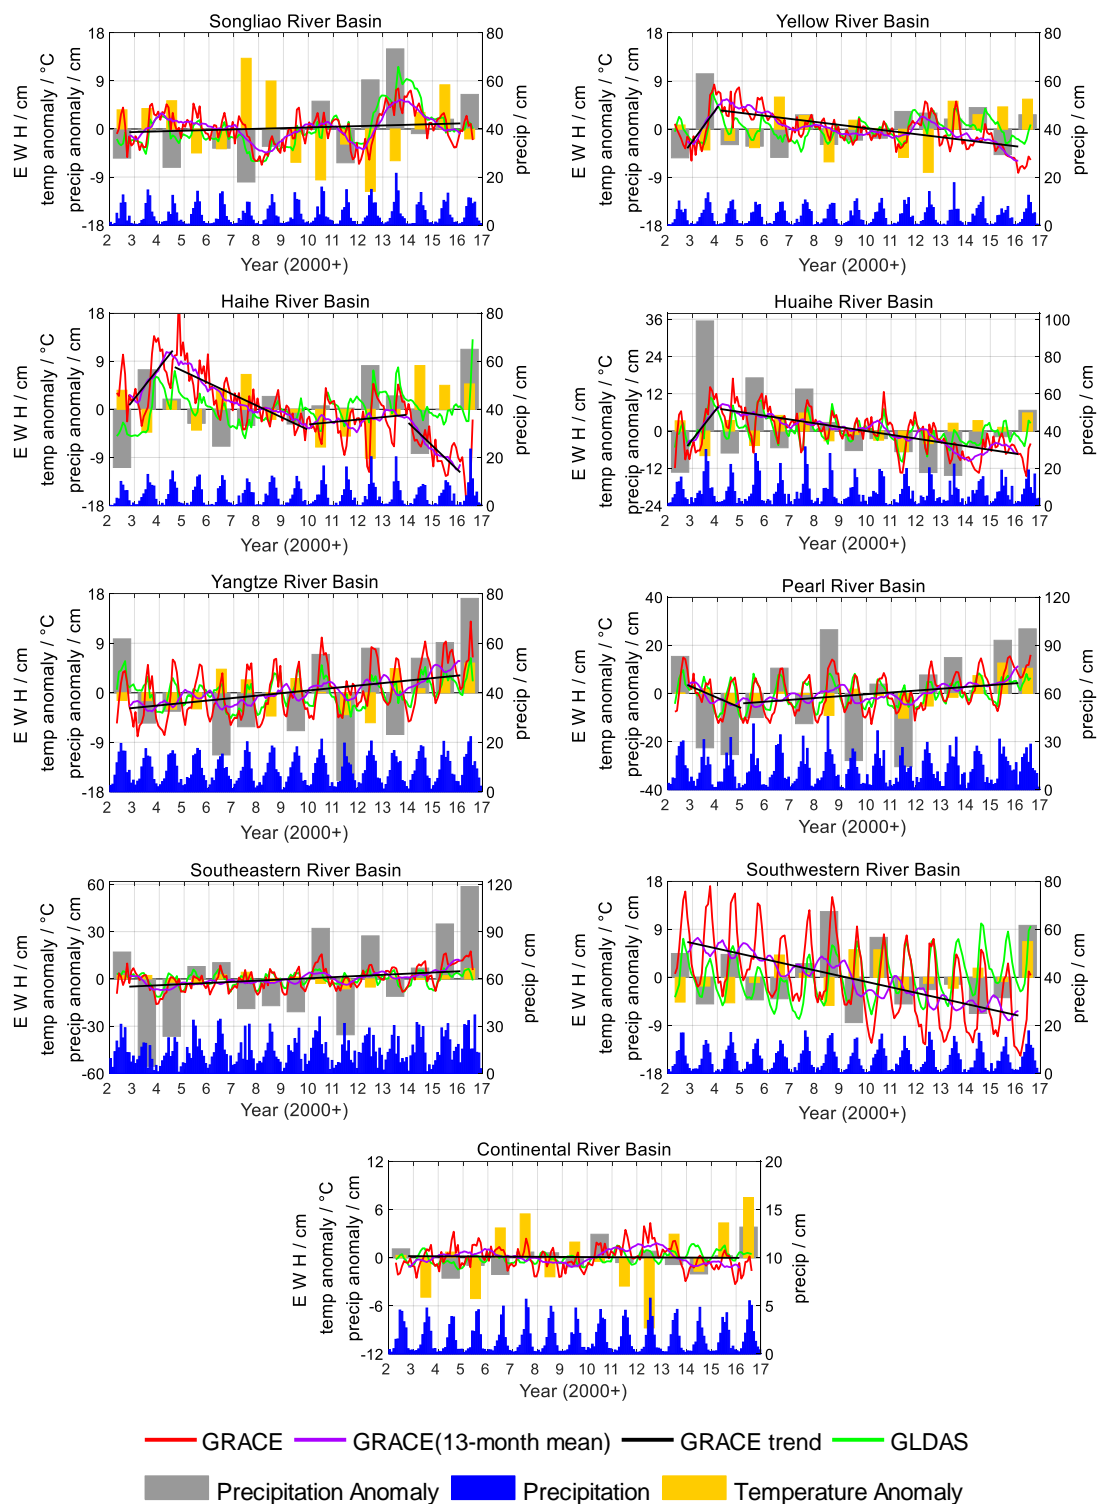 Songliao River Basin
18
9
0
-9
-18
80
60
40
20
0
E W H / cm
temp anomaly / °C
precip anomaly / cm
precip / cm
2 3 4 5 6 7 8 9 10 11 12 13 14 15 16 17
Year (2000+)
Yellow River Basin
18
9
0
-9
-18
80
60
40
20
0
E W H / cm
temp anomaly / °C
precip anomaly / cm
precip / cm
2 3 4 5 6 7 8 9 10 11 12 13 14 15 16 17
Year (2000+)
Haihe River Basin
18
9
0
-9
-18
80
60
40
20
0
E W H / cm
temp anomaly / °C
precip anomaly / cm
precip / cm
2 3 4 5 6 7 8 9 10 11 12 13 14 15 16 17
Year (2000+)
Huaihe River Basin
36
24
12
0
-12
-24
100
80
60
40
20
0
E W H / cm
temp anomaly / °C
precip anomaly / cm
precip / cm
2 3 4 5 6 7 8 9 10 11 12 13 14 15 16 17
Year (2000+)
Yangtze River Basin
18
9
0
-9
-18
80
60
40
20
0
E W H / cm
temp anomaly / °C
precip anomaly / cm
precip / cm
2 3 4 5 6 7 8 9 10 11 12 13 14 15 16 17
Year (2000+)
Pearl River Basin
40
20
0
-20
-40
120
90
60
30
0
E W H / cm
temp anomaly / °C
precip anomaly / cm
precip / cm
2 3 4 5 6 7 8 9 10 11 12 13 14 15 16 17
Year (2000+)
Southeastern River Basin
60
30
0
-30
-60
120
90
60
30
0
E W H / cm
temp anomaly / °C
precip anomaly / cm
precip / cm
2 3 4 5 6 7 8 9 10 11 12 13 14 15 16 17
Year (2000+)
Southwestern River Basin
18
9
0
-9
-18
80
60
40
20
0
E W H / cm
temp anomaly / °C
precip anomaly / cm
precip / cm
2 3 4 5 6 7 8 9 10 11 12 13 14 15 16 17
Year (2000+)
Continental River Basin
12
6
0
-6
-12
20
15
10
5
0
E W H / cm
temp anomaly / °C
precip anomaly / cm
precip / cm
2 3 4 5 6 7 8 9 10 11 12 13 14 15 16 17
Year (2000+)
GRACE GRACE(13-month mean) GRACE trend GLDAS
Precipitation Anomaly Precipitation Temperature Anomaly